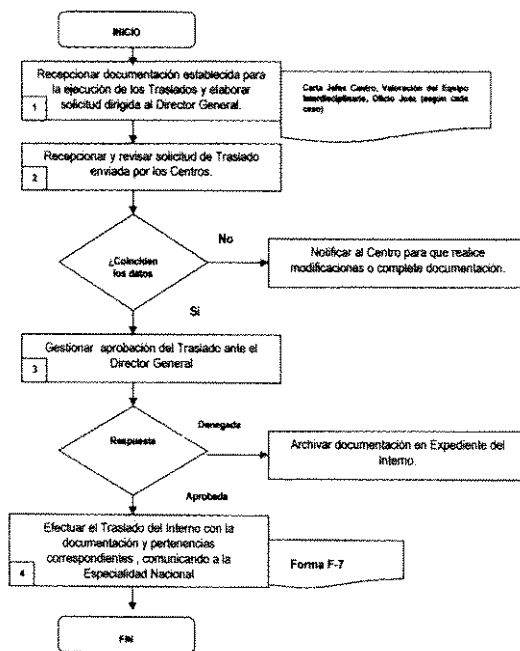 INICIO
Recepcionar documentación establecida para
la ejecución de los Traslados y elaborar
solicitud dirigida al Director General.
1
Carta Jefes Centro, Valoración del Equipo
Interdisciplinario, Oficio Juez (según cada
caso)
Recepcionar y revisar solicitud de Traslado
enviada por los Centros.
2
¿Coinciden
los datos
No
Notificar al Centro para que realice
modificaciones o complete documentación.
Si
Gestionar aprobación del Traslado ante el
Director General
3
Respuesta
Denegada
Archivar documentación en Expediente del
Interno.
Aprobada
Efectuar el Traslado del Interno con la
documentación y pertenencias
correspondientes , comunicando a la
Especialidad Nacional
4
Forma F-7
FIN